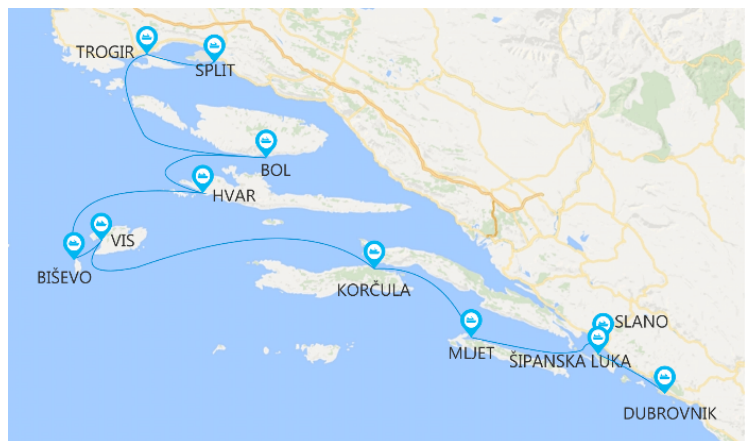 TROGIR
SPLIT
BOL
HVAR
VIS
BIŠEVO
KORČULA
SLANO
MLJET
ŠIPANSKA LUKA
DUBROVNIK